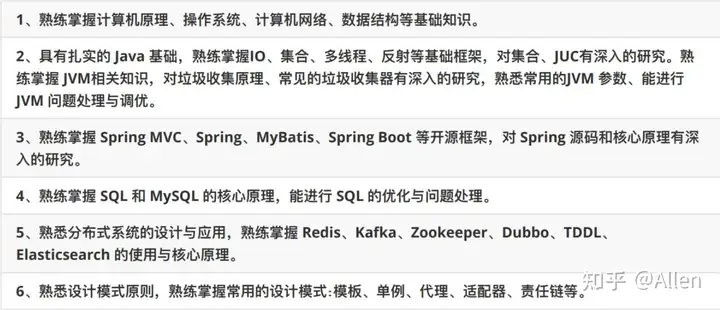 1、熟练掌握计算机原理、操作系统、计算机网络、数据结构等基础知识。
2、具有扎实的 Java 基础，熟练掌握IO、集合、多线程、反射等基础框架，对集合、JUC有深入的研究。熟
练掌握 JVM相关知识，对垃圾收集原理、常见的垃圾收集器有深入的研究，熟悉常用的JVM 参数、能进行
JVM 问题处理与调优。
3、熟练掌握 Spring MVC、Spring、MyBatis、Spring Boot 等开源框架，对 Spring 源码和核心原理有深
入的研究。
4、熟练掌握 SQL 和 MySQL 的核心原理，能进行 SQL 的优化与问题处理。
5、熟悉分布式系统的设计与应用，熟练掌握 Redis、Kafka、Zookeeper、Dubbo、TDDL、
Elasticsearch 的使用与核心原理。
6、熟悉设计模式原则，熟练掌握常用的设计模式:模板、单例、代理、适配器、责任链等。
知乎 @Allen